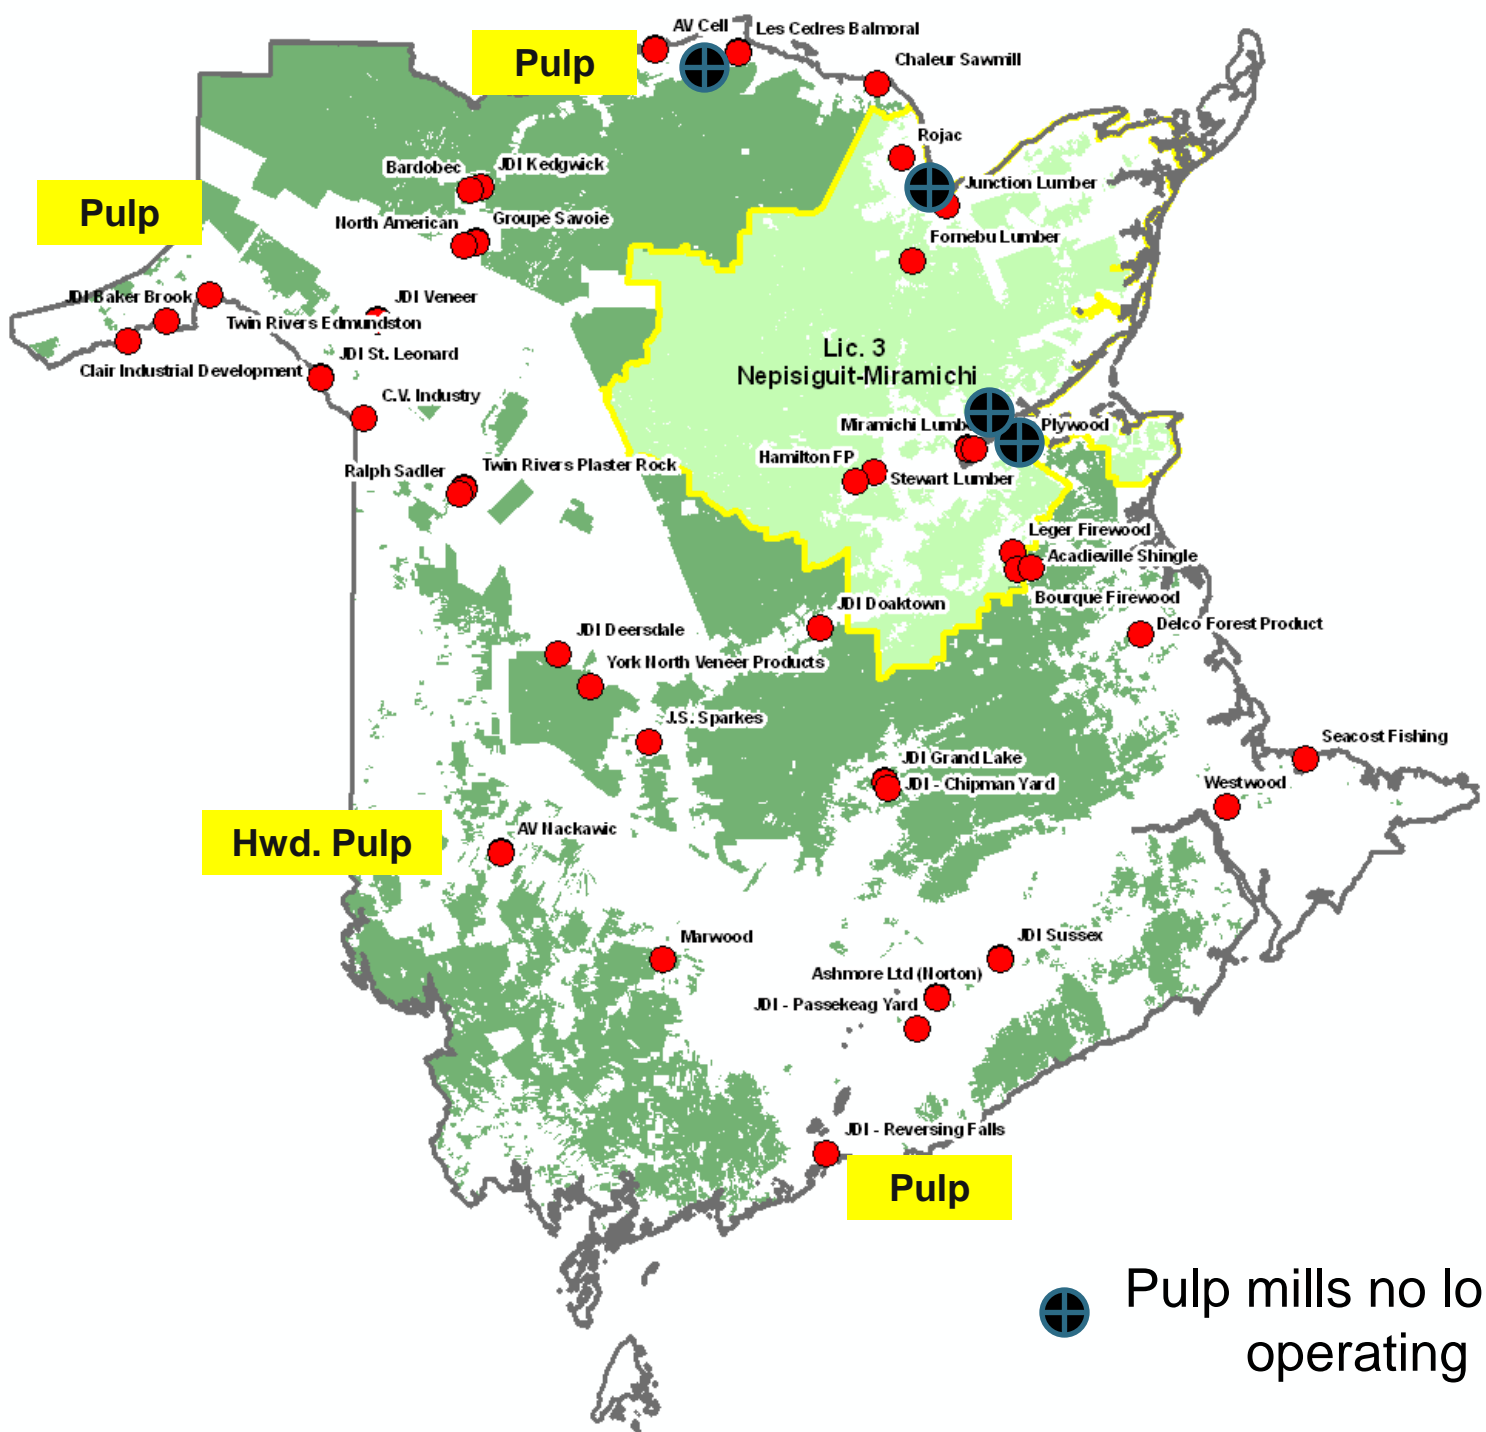 AV Cell
Les Cedres Balmoral
Pulp
Chaleur Sawmill
Rojac
Bardobec
JDI Kedgwick
Junction Lumber
Pulp
North American
Groupe Savoie
Fornebu Lumber
JDI Baker Brook
JDI Veneer
Twin Rivers Edmundston
Lic. 3
Nepisiguit-Miramichi
JDI St. Leonard
Clair Industrial Development
C.V. Industry
Miramichi Lumb
Plywood
Hamilton FP
Ralph Sadler
Twin Rivers Plaster Rock
Stewart Lumber
Leger Firewood
Acadieville Shingle
Bourque Firewood
JDI Doaktown
Delco Forest Product
JDI Deersdale
York North Veneer Products
J.S. Sparkes
Seacost Fishing
JDI Grand Lake
JDI - Chipman Yard
Westwood
Hwd. Pulp
AV Nackawic
Marwood
JDI Sussex
Ashmore Ltd (Norton)
JDI - Passekeag Yard
JDI - Reversing Falls
Pulp
Pulp mills no lo
operating